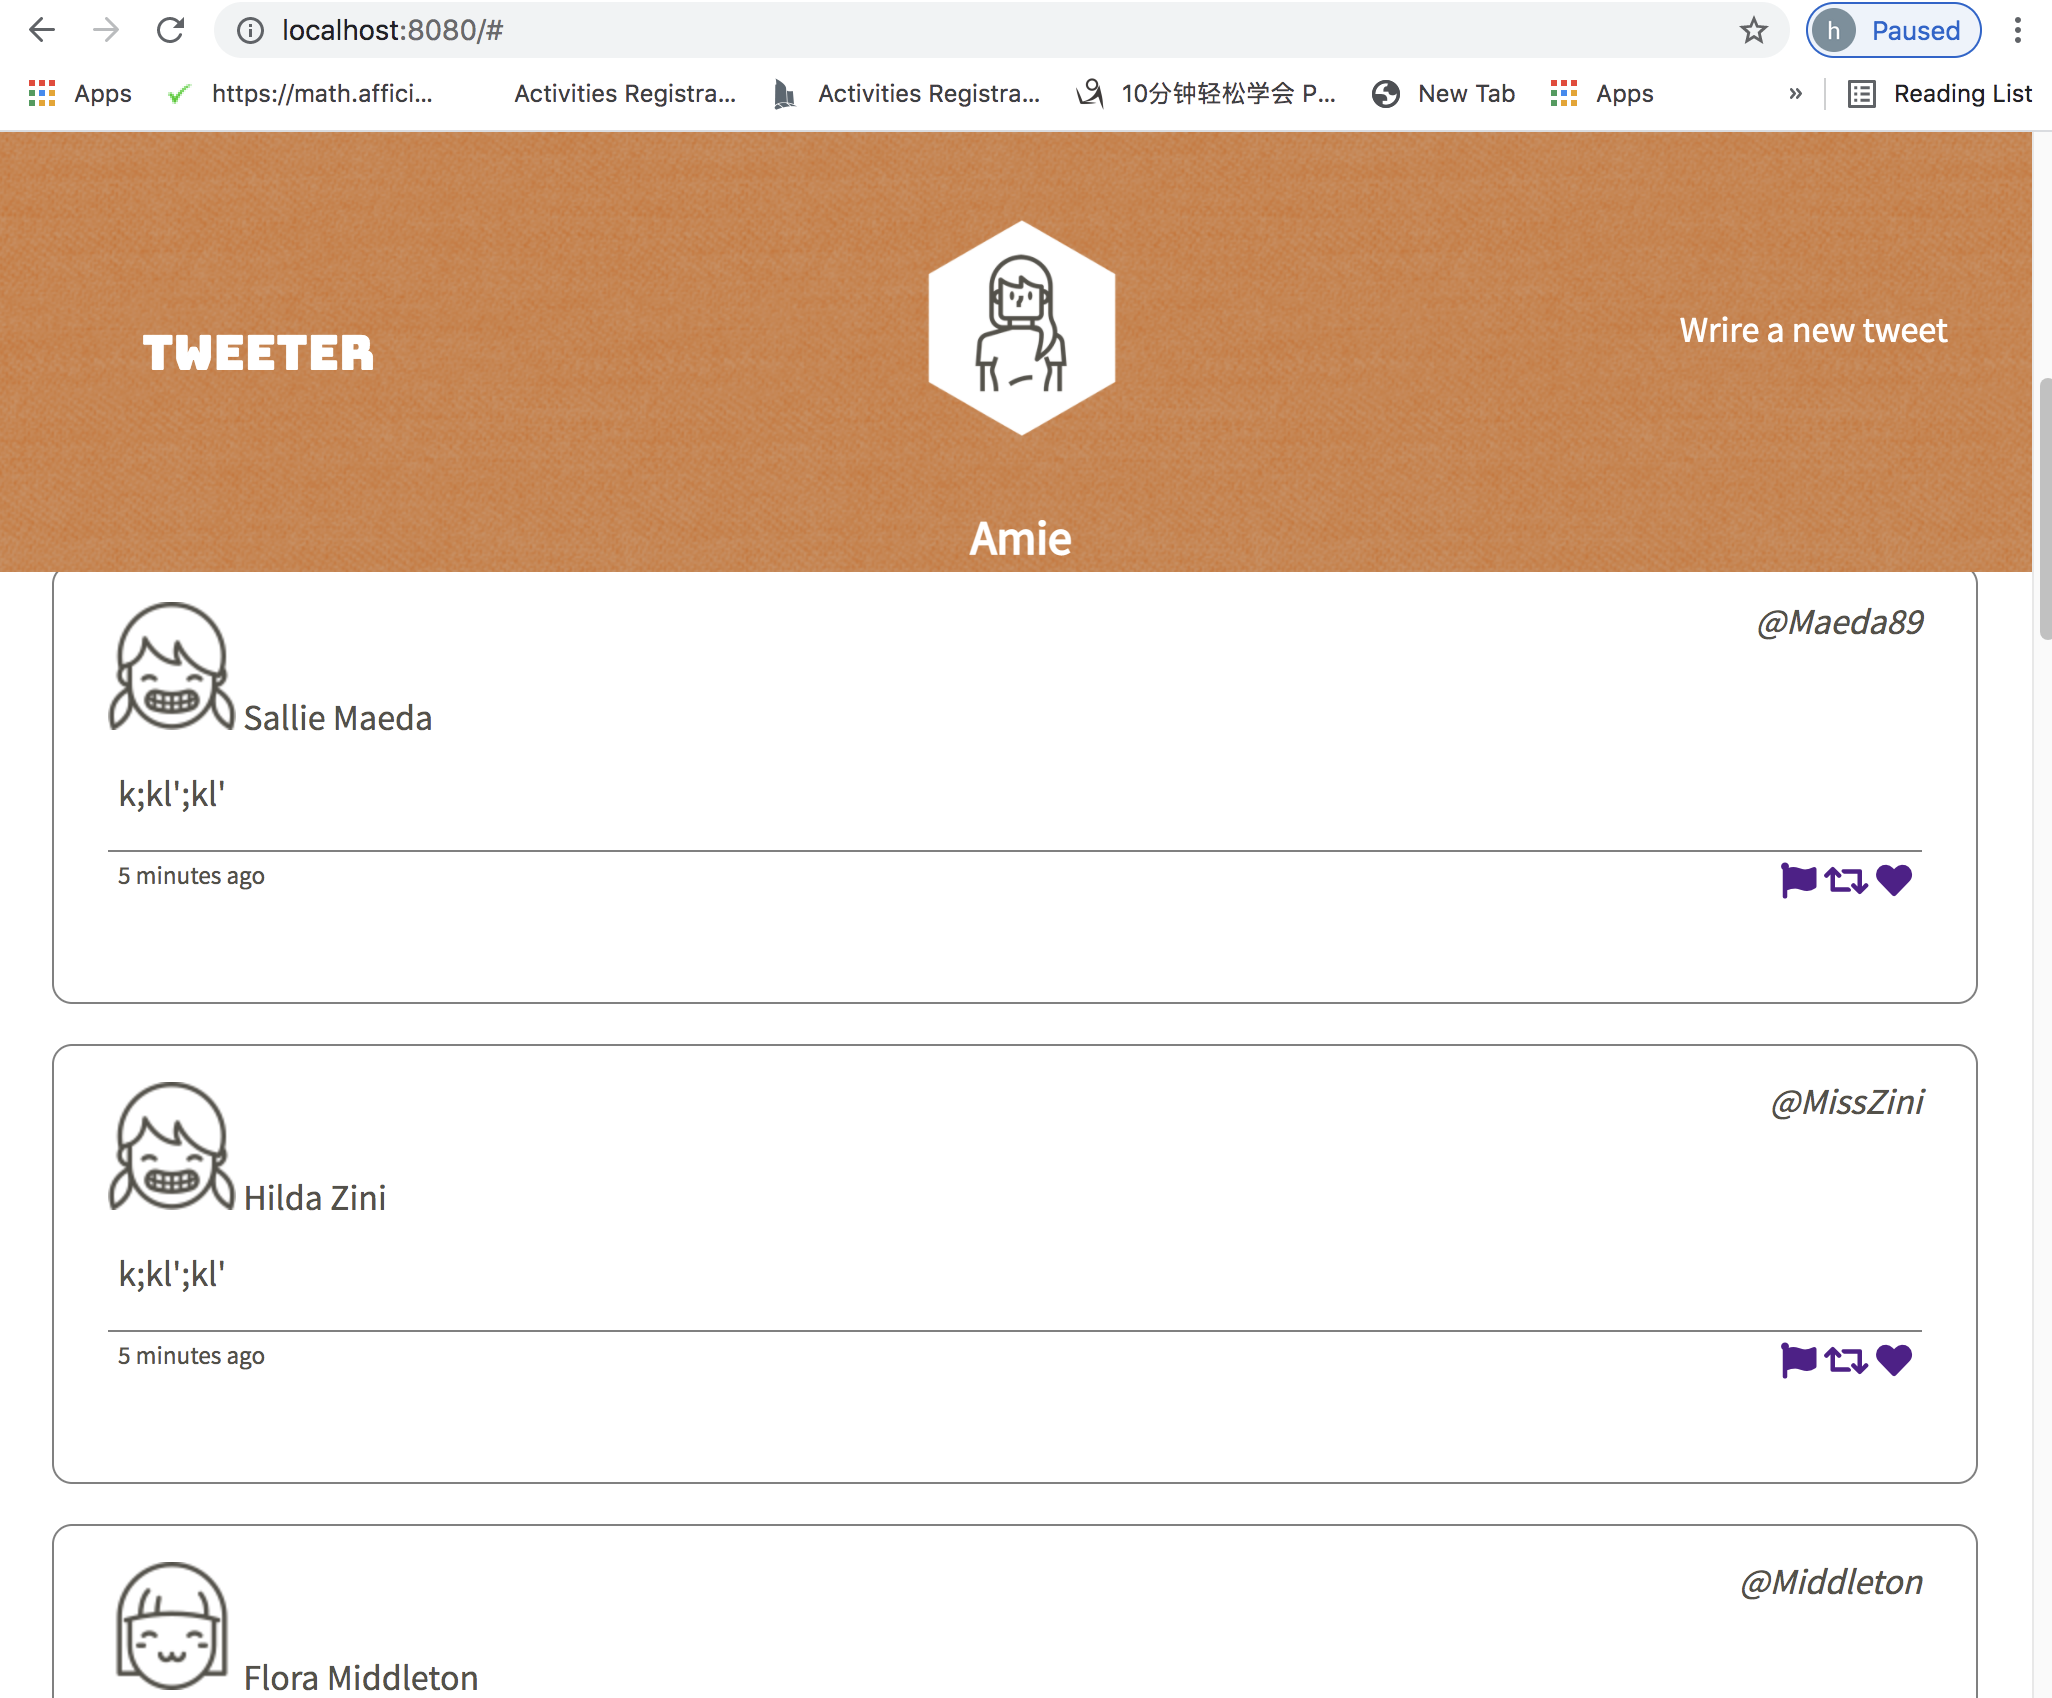 localhost:8080/#
h Paused
Apps https://math.affici... Activities Registra... Activities Registra... 10分钟轻松学会 P... New Tab Apps » Reading List
TWEETER
Wrire a new tweet
Amie
@Maeda89
Sallie Maeda
k;kl';kl'
5 minutes ago
@MissZini
Hilda Zini
k;kl';kl'
5 minutes ago
@Middleton
Flora Middleton